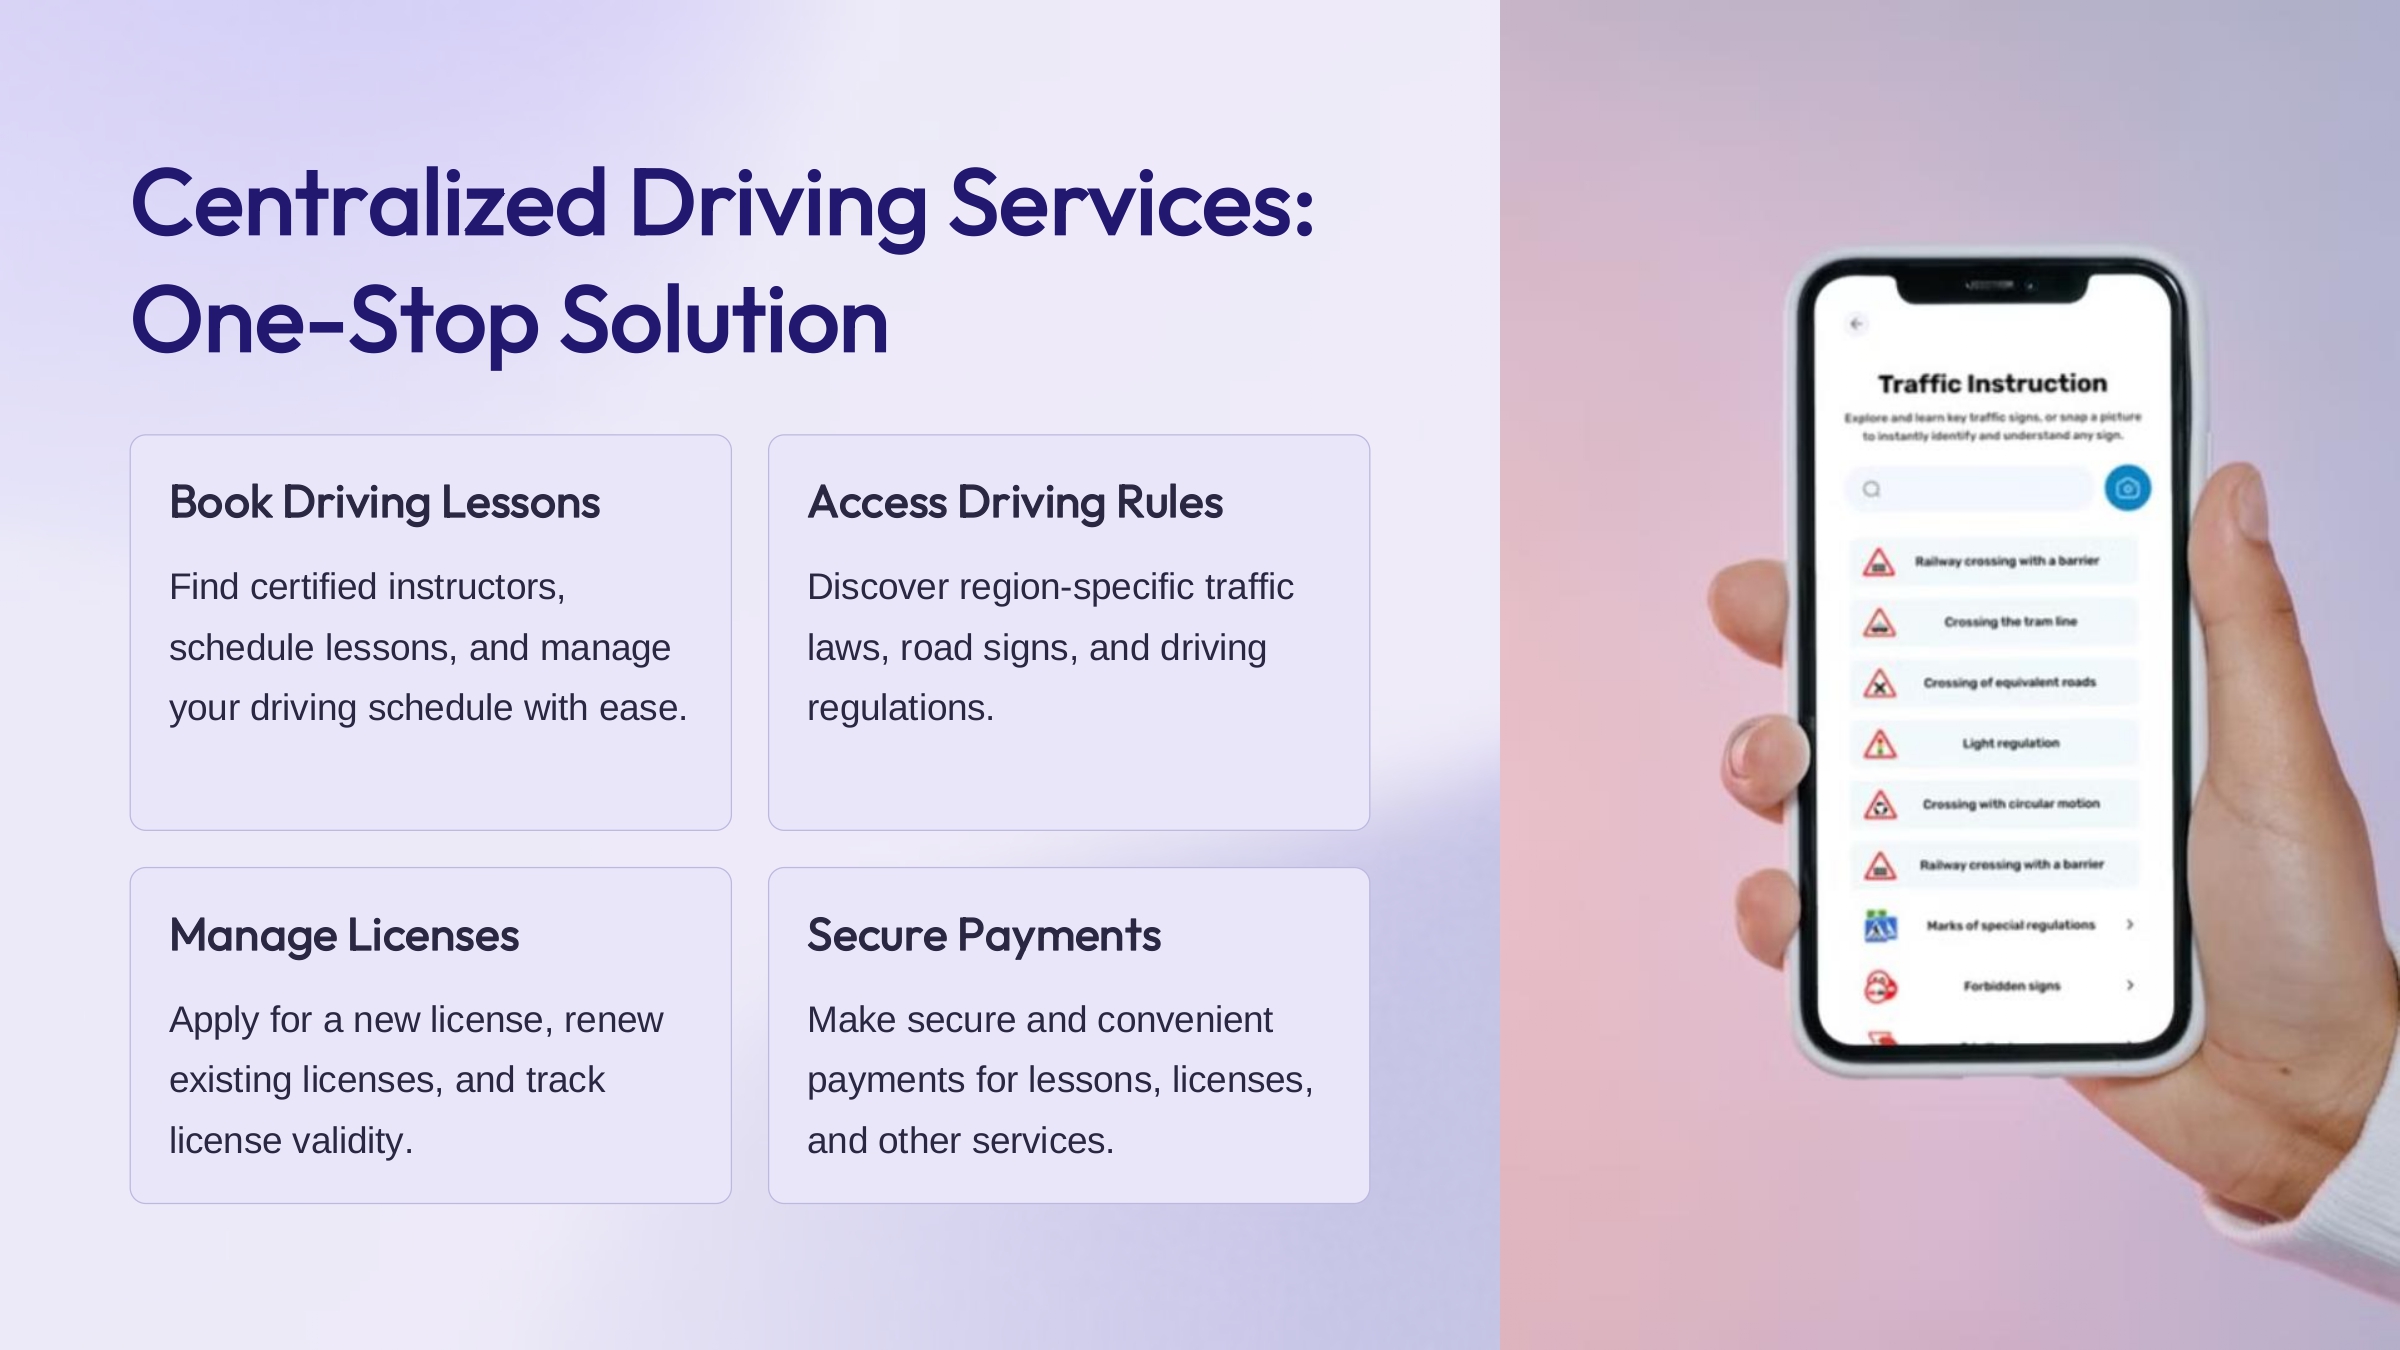 Centralized Driving Services:
One-Stop Solution
Book Driving Lessons
Find certified instructors,
schedule lessons, and manage
your driving schedule with ease.
Access Driving Rules
Discover region-specific traffic
laws, road signs, and driving
regulations.
Manage Licenses
Apply for a new license, renew
existing licenses, and track
license validity.
Secure Payments
Make secure and convenient
payments for lessons, licenses,
and other services.
Traffic Instruction
Explore and learn key traffic signs, or snap a picture
to instantly identify and understand any sign.
Railway crossing with a barrier
Crossing the tram line
Crossing of equivalent roads
Light regulation
Crossing with circular motion
Railway crossing with a barrier
Marks of special regulations
Forbidden signs